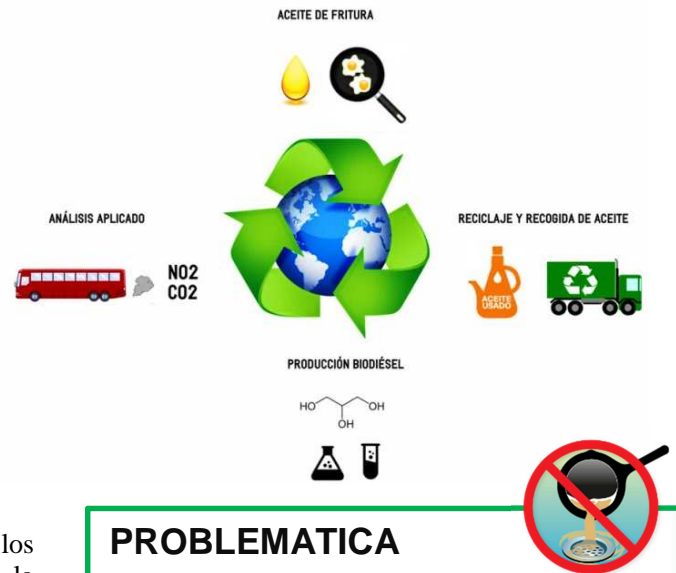 ACEITE DE FRITURA
ANÁLISIS APLICADO
NO2
CO2
RECICLAJE Y RECOGIDA DE ACEITE
ACEITE
USADO
PRODUCCIÓN BIODIÉSEL
HO
OH
OH
los
PROBLEMATICA